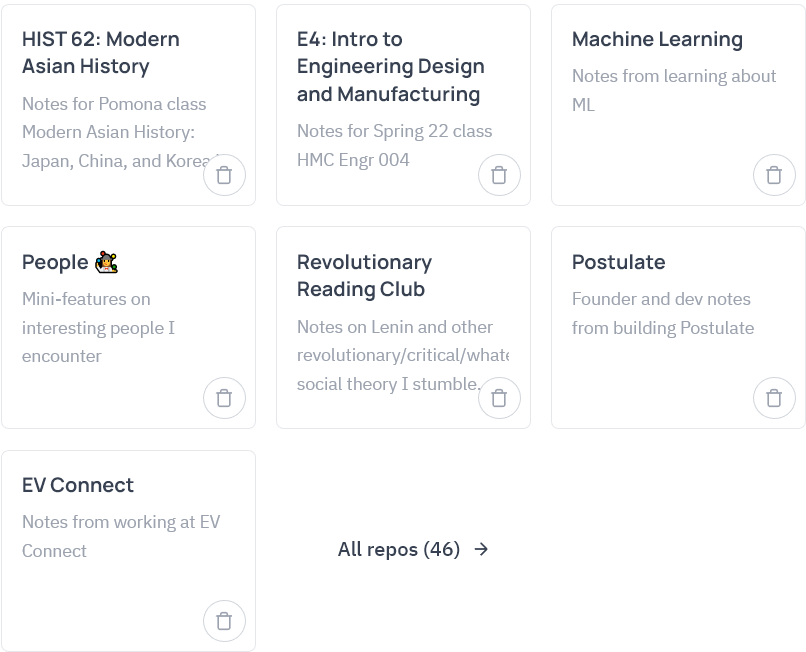 HIST 62: Modern
Asian History
Notes for Pomona class
Modern Asian History:
Japan, China, and Korea
E4: Intro to
Engineering Design
and Manufacturing
Notes for Spring 22 class
HMC Engr 004
Machine Learning
Notes from learning about
ML
People
Mini-features on
interesting people I
encounter
Revolutionary
Reading Club
Notes on Lenin and other
revolutionary/critical/whate
social theory I stumble..
Postulate
Founder and dev notes
from building Postulate
EV Connect
Notes from working at EV
Connect
All repos (46) →